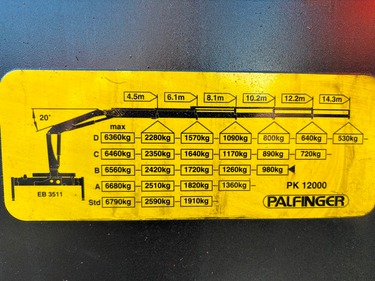 4.5m 6.1m 8.1m 10.2m 12.2m 14.3m
20°
max
D 6360kg 2280kg 1570kg 1090kg 800kg 640kg 530kg
C 6460kg 2350kg 1640kg 1170kg 890kg 720kg
B 6560kg 2420kg 1720kg 1260kg 980kg
A 6680kg 2510kg 1820kg 1360kg
PK 12000
EB 3511
Std 6790kg 2590kg 1910kg
PALFINGER